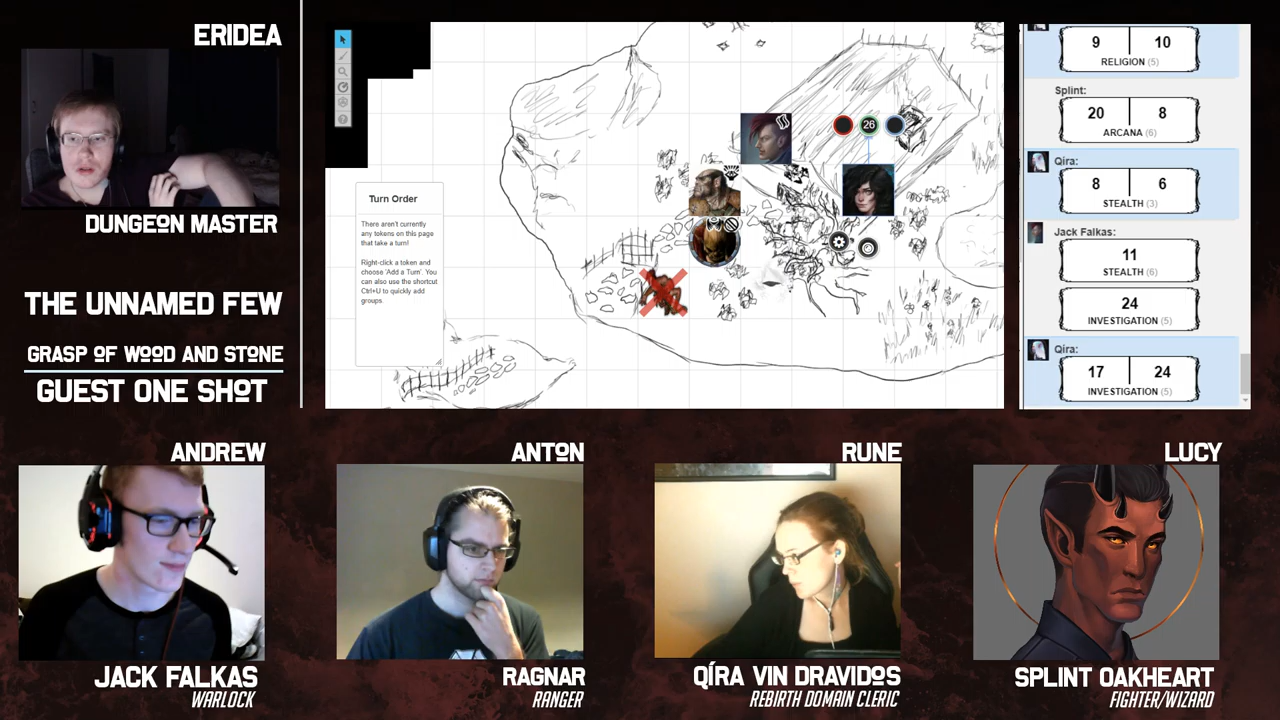 ERIDEA
DUNGEON MASTER
THE UNNAMED FEW
GRASP OF WOOD AND STONE
GUEST ONE SHOT
Turn Order
There aren't currently
any tokens on this page
that take a turn!
Right-click a token and
choose 'Add a Turn'. You
can also use the shortcut
Ctrl+U to quickly add
groups.
26
9 10
RELIGION (5)
Splint:
20 8
ARCANA (6)
Qira:
8 6
STEALTH (3)
Jack Falkas:
11
STEALTH (6)
24
INVESTIGATION (5)
Qira:
17 24
INVESTIGATION (5)
ANDREW
JACK FALKAS
WARLOCK
ANTON
RAGNAR
RANGER
RUNE
QÍRA VIN DRAVIDOS
REBIRTH DOMAIN CLERIC
LUCY
SPLINT OAKHEART
FIGHTER/WIZARD